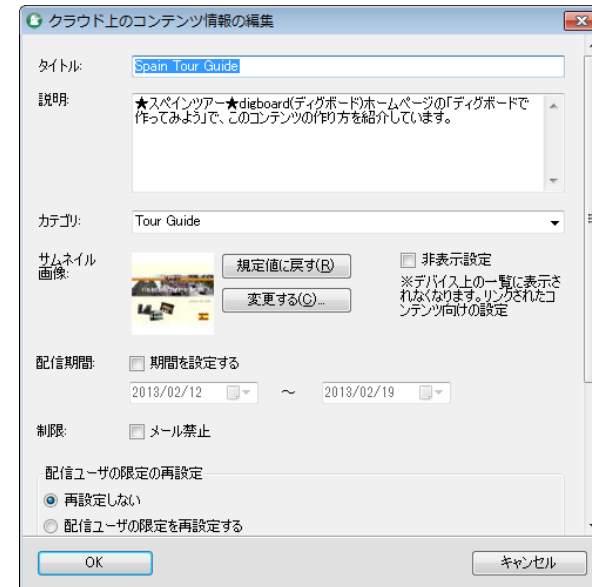 クラウド上のコンテンツ情報の編集
タイトル:
Spain Tour Guide
説明:
★スペインツアー★digboard(ディグボード)ホームページの「ディグボードで
作ってみよう」で、このコンテンツの作り方を紹介しています。
カテゴリ:
Tour Guide
サムネイル
画像:
規定値に戻す(R)
変更する(C)...
非表示設定
※デバイス上の一覧に表示さ
れなくなります。リンクされたコ
ンテンツ向けの設定
配信期間:
期間を設定する
2013/02/12
～
2013/02/19
制限:
メール禁止
配信ユーザの限定の再設定
再設定しない
配信ユーザの限定を再設定する
OK
キャンセル